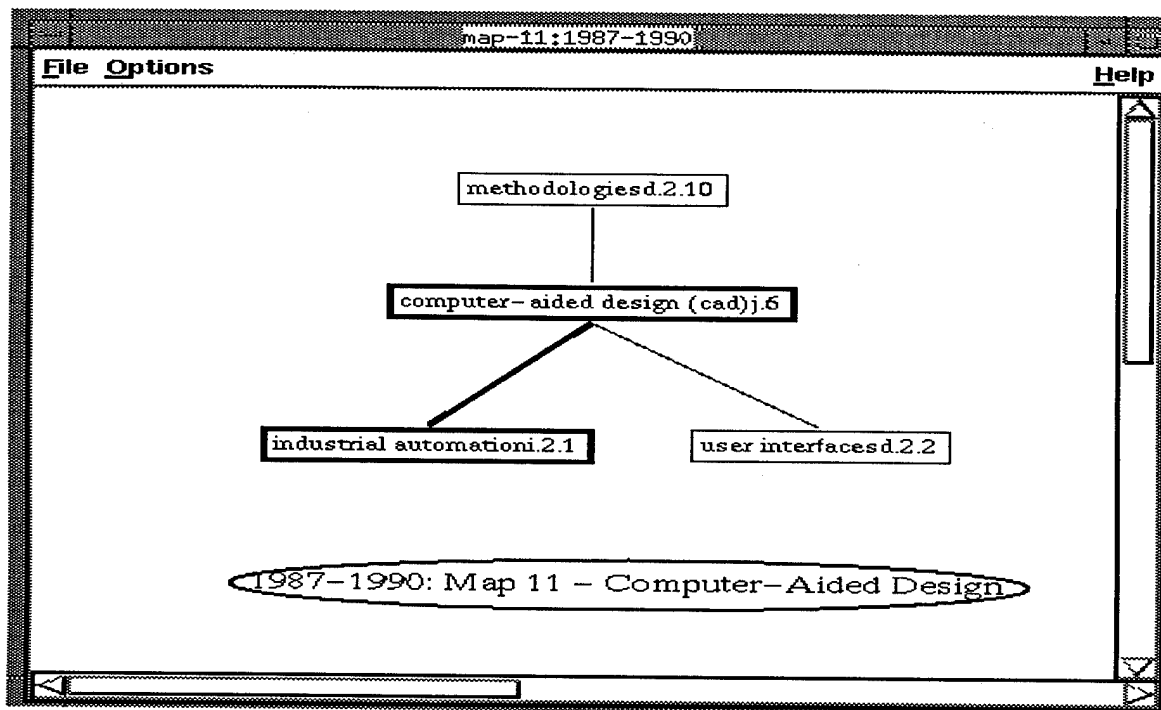 map-11:1987-1990
File Options Help
methodologiesd.2.10
computer-aided design (cad)j.6
industrial automationi.2.1
user interfacesd.2.2
1987-1990: Map 11 - Computer-Aided Design